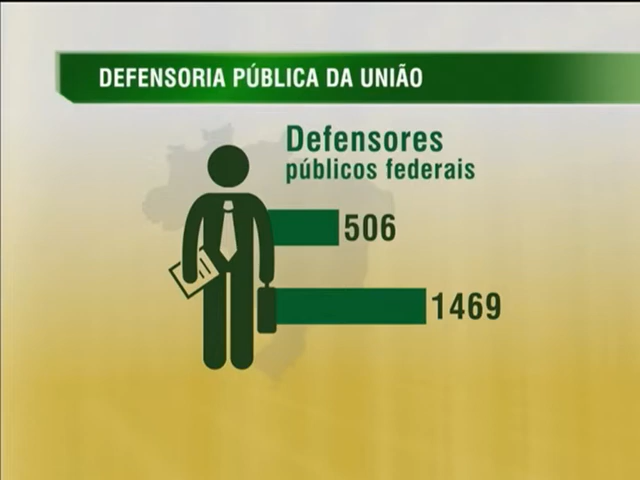 DEFENSORIA PÚBLICA DA UNIÃO
Defensores
públicos federais
506
1469